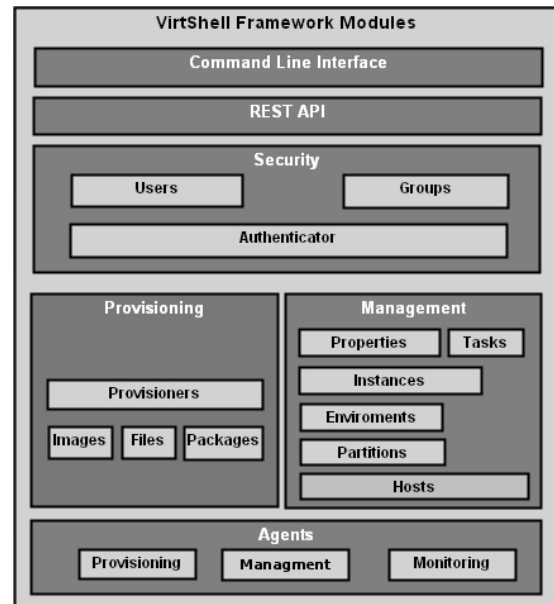 VirtShell Framework Modules
Command Line Interface
REST API
Security
Users
Groups
Authenticator
Provisioning
Provisioners
Images
Files
Packages
Management
Properties
Tasks
Instances
Enviroments
Partitions
Hosts
Agents
Provisioning
Managment
Monitoring